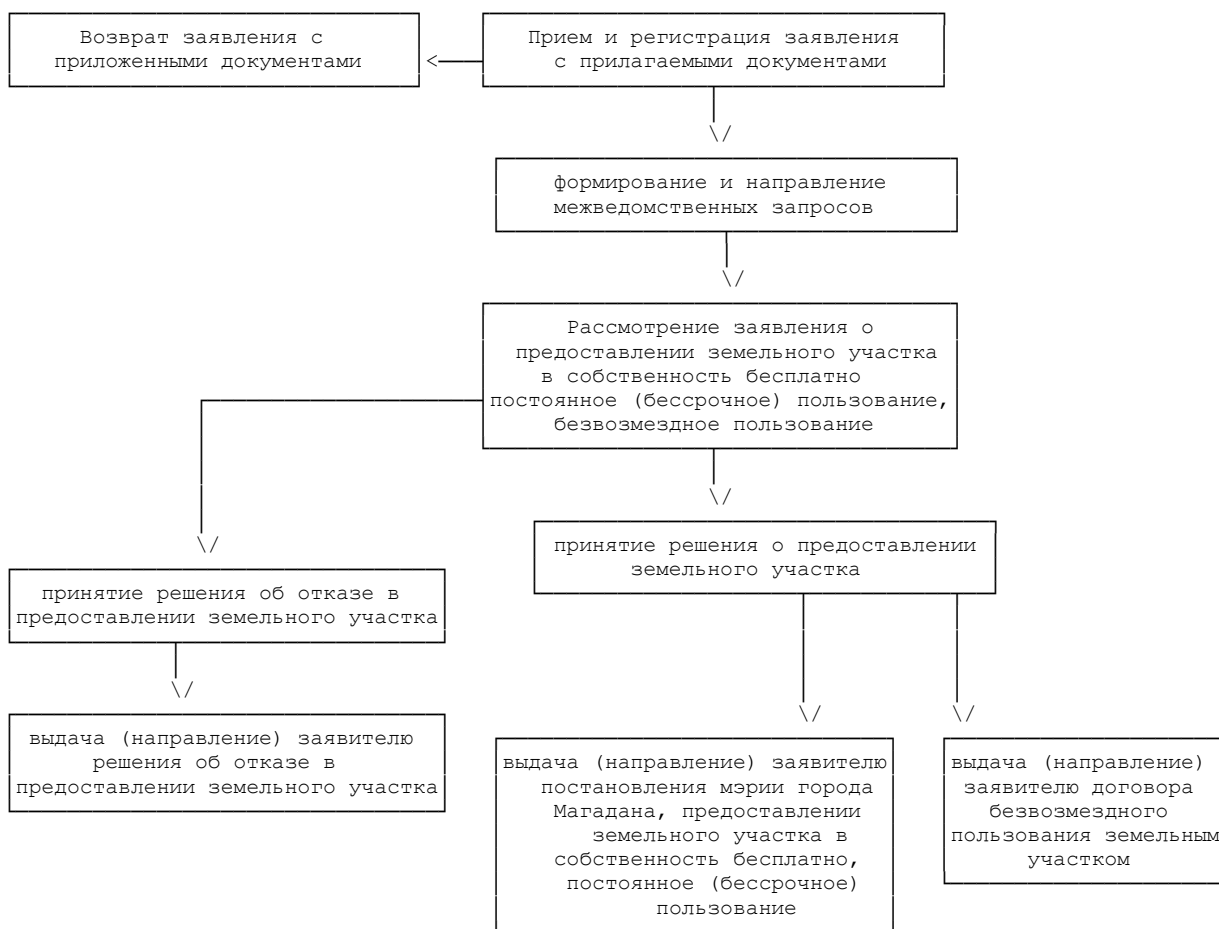 Возврат заявления с
приложенными документами
Прием и регистрация заявления
с прилагаемыми документами
формирование и направление
межведомственных запросов
Рассмотрение заявления о
предоставлении земельного участка
в собственность бесплатно
постоянное (бессрочное) пользование,
безвозмездное пользование
принятие решения о предоставлении
земельного участка
принятие решения об отказе в
предоставлении земельного участка
выдача (направление) заявителю
решения об отказе в
предоставлении земельного участка
выдача (направление) заявителю
постановления мэрии города
Магадана, предоставлении
земельного участка в
собственность бесплатно,
постоянное (бессрочное)
пользование
выдача (направление)
заявителю договора
безвозмездного
пользования земельным
участком